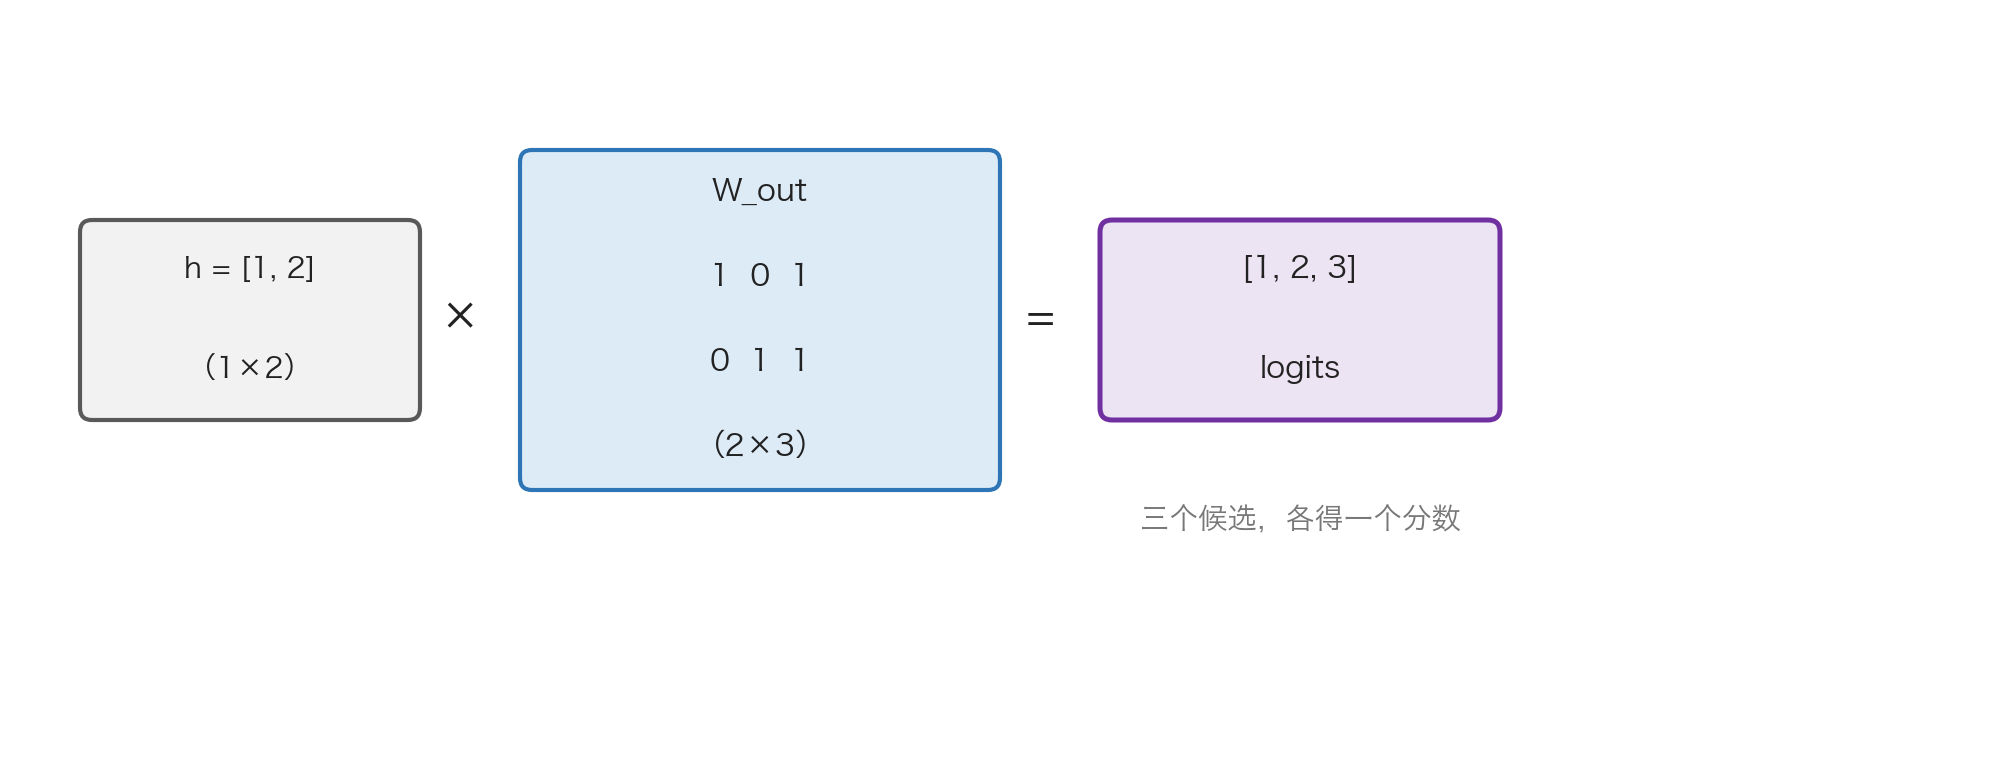 h = [1, 2]
(1×2)
×
W_out
1 0 1
0 1 1
(2×3)
=
[1, 2, 3]
logits
三个候选，各得一个分数